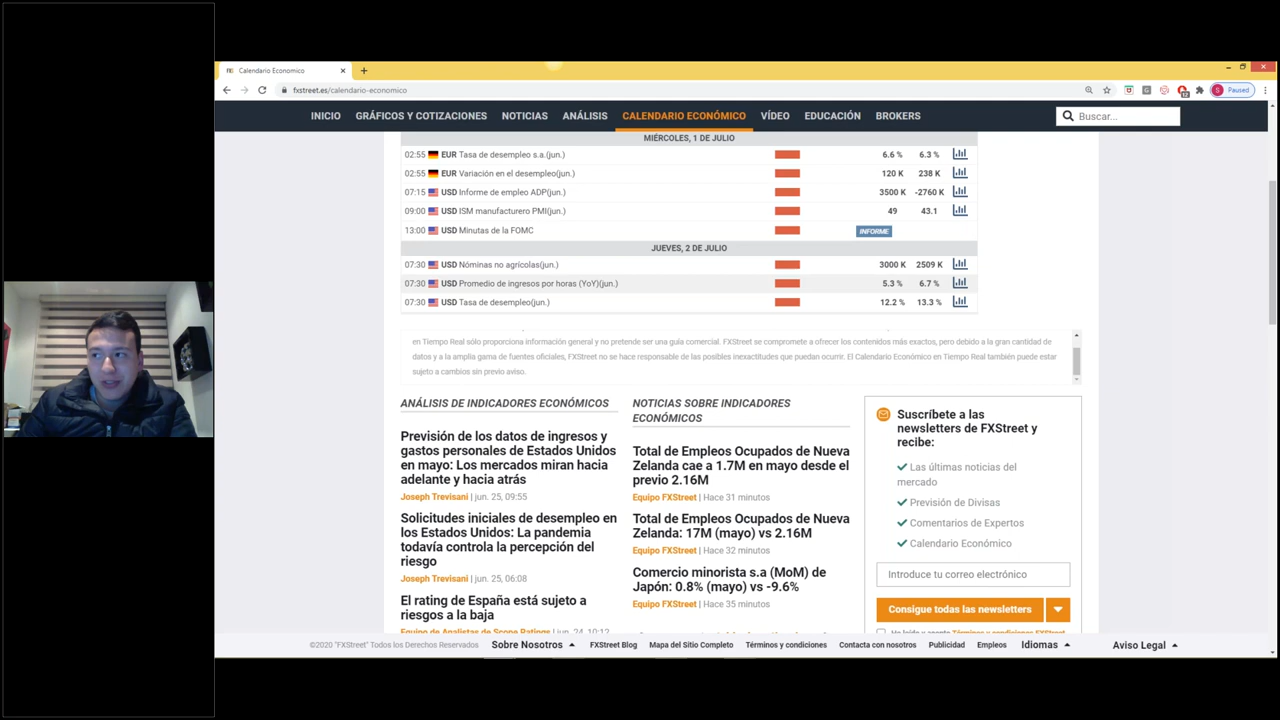 Calendario Economico
fxstreet.es/calendario-economico
S Paused
INICIO GRÁFICOS Y COTIZACIONES NOTICIAS ANÁLISIS CALENDARIO ECONÓMICO VÍDEO EDUCACIÓN BROKERS Buscar...
MIÉRCOLES, 1 DE JULIO
02:55 EUR Tasa de desempleo s.a.(jun.) 6.6 % 6.3 %
02:55 EUR Variación en el desempleo(jun.) 120 K 238 K
07:15 USD Informe de empleo ADP(jun.) 3500 K -2760 K
09:00 USD ISM manufacturero PMI(jun.) 49 43.1
13:00 USD Minutas de la FOMC INFORME
JUEVES, 2 DE JULIO
07:30 USD Nóminas no agrícolas(jun.) 3000 K 2509 K
07:30 USD Promedio de ingresos por horas (YoY)(jun.) 5.3 % 6.7 %
07:30 USD Tasa de desempleo(jun.) 12.2 % 13.3 %
en Tiempo Real sólo proporciona información general y no pretende ser una guía comercial. FXStreet se compromete a ofrecer los contenidos más exactos, pero debido a la gran cantidad de
datos y a la amplia gama de fuentes oficiales, FXStreet no se hace responsable de las posibles inexactitudes que puedan ocurrir. El Calendario Económico en Tiempo Real también puede estar
sujeto a cambios sin previo aviso.
ANÁLISIS DE INDICADORES ECONÓMICOS
Previsión de los datos de ingresos y
gastos personales de Estados Unidos
en mayo: Los mercados miran hacia
adelante y hacia atrás
Joseph Trevisani | jun. 25, 09:55
Solicitudes iniciales de desempleo en
los Estados Unidos: La pandemia
todavía controla la percepción del
riesgo
Joseph Trevisani | jun. 25, 06:08
El rating de España está sujeto a
riesgos a la baja
Equipo de Analistas de Scope Ratings | jun. 24, 10:12
NOTICIAS SOBRE INDICADORES
ECONÓMICOS
Total de Empleos Ocupados de Nueva
Zelanda cae a 1.7M en mayo desde el
previo 2.16M
Equipo FXStreet | Hace 31 minutos
Total de Empleos Ocupados de Nueva
Zelanda: 17M (mayo) vs 2.16M
Equipo FXStreet | Hace 32 minutos
Comercio minorista s.a (MoM) de
Japón: 0.8% (mayo) vs -9.6%
Equipo FXStreet | Hace 35 minutos
Suscríbete a las
newsletters de FXStreet y
recibe:
Las últimas noticias del
mercado
Previsión de Divisas
Comentarios de Expertos
Calendario Económico
Introduce tu correo electrónico
Consigue todas las newsletters
He leído y acepto Términos y condiciones FXStreet
©2020 "FXStreet" Todos los Derechos Reservados Sobre Nosotros FXStreet Blog Mapa del Sitio Completo Términos y condiciones Contacta con nosotros Publicidad Empleos Idiomas Aviso Legal